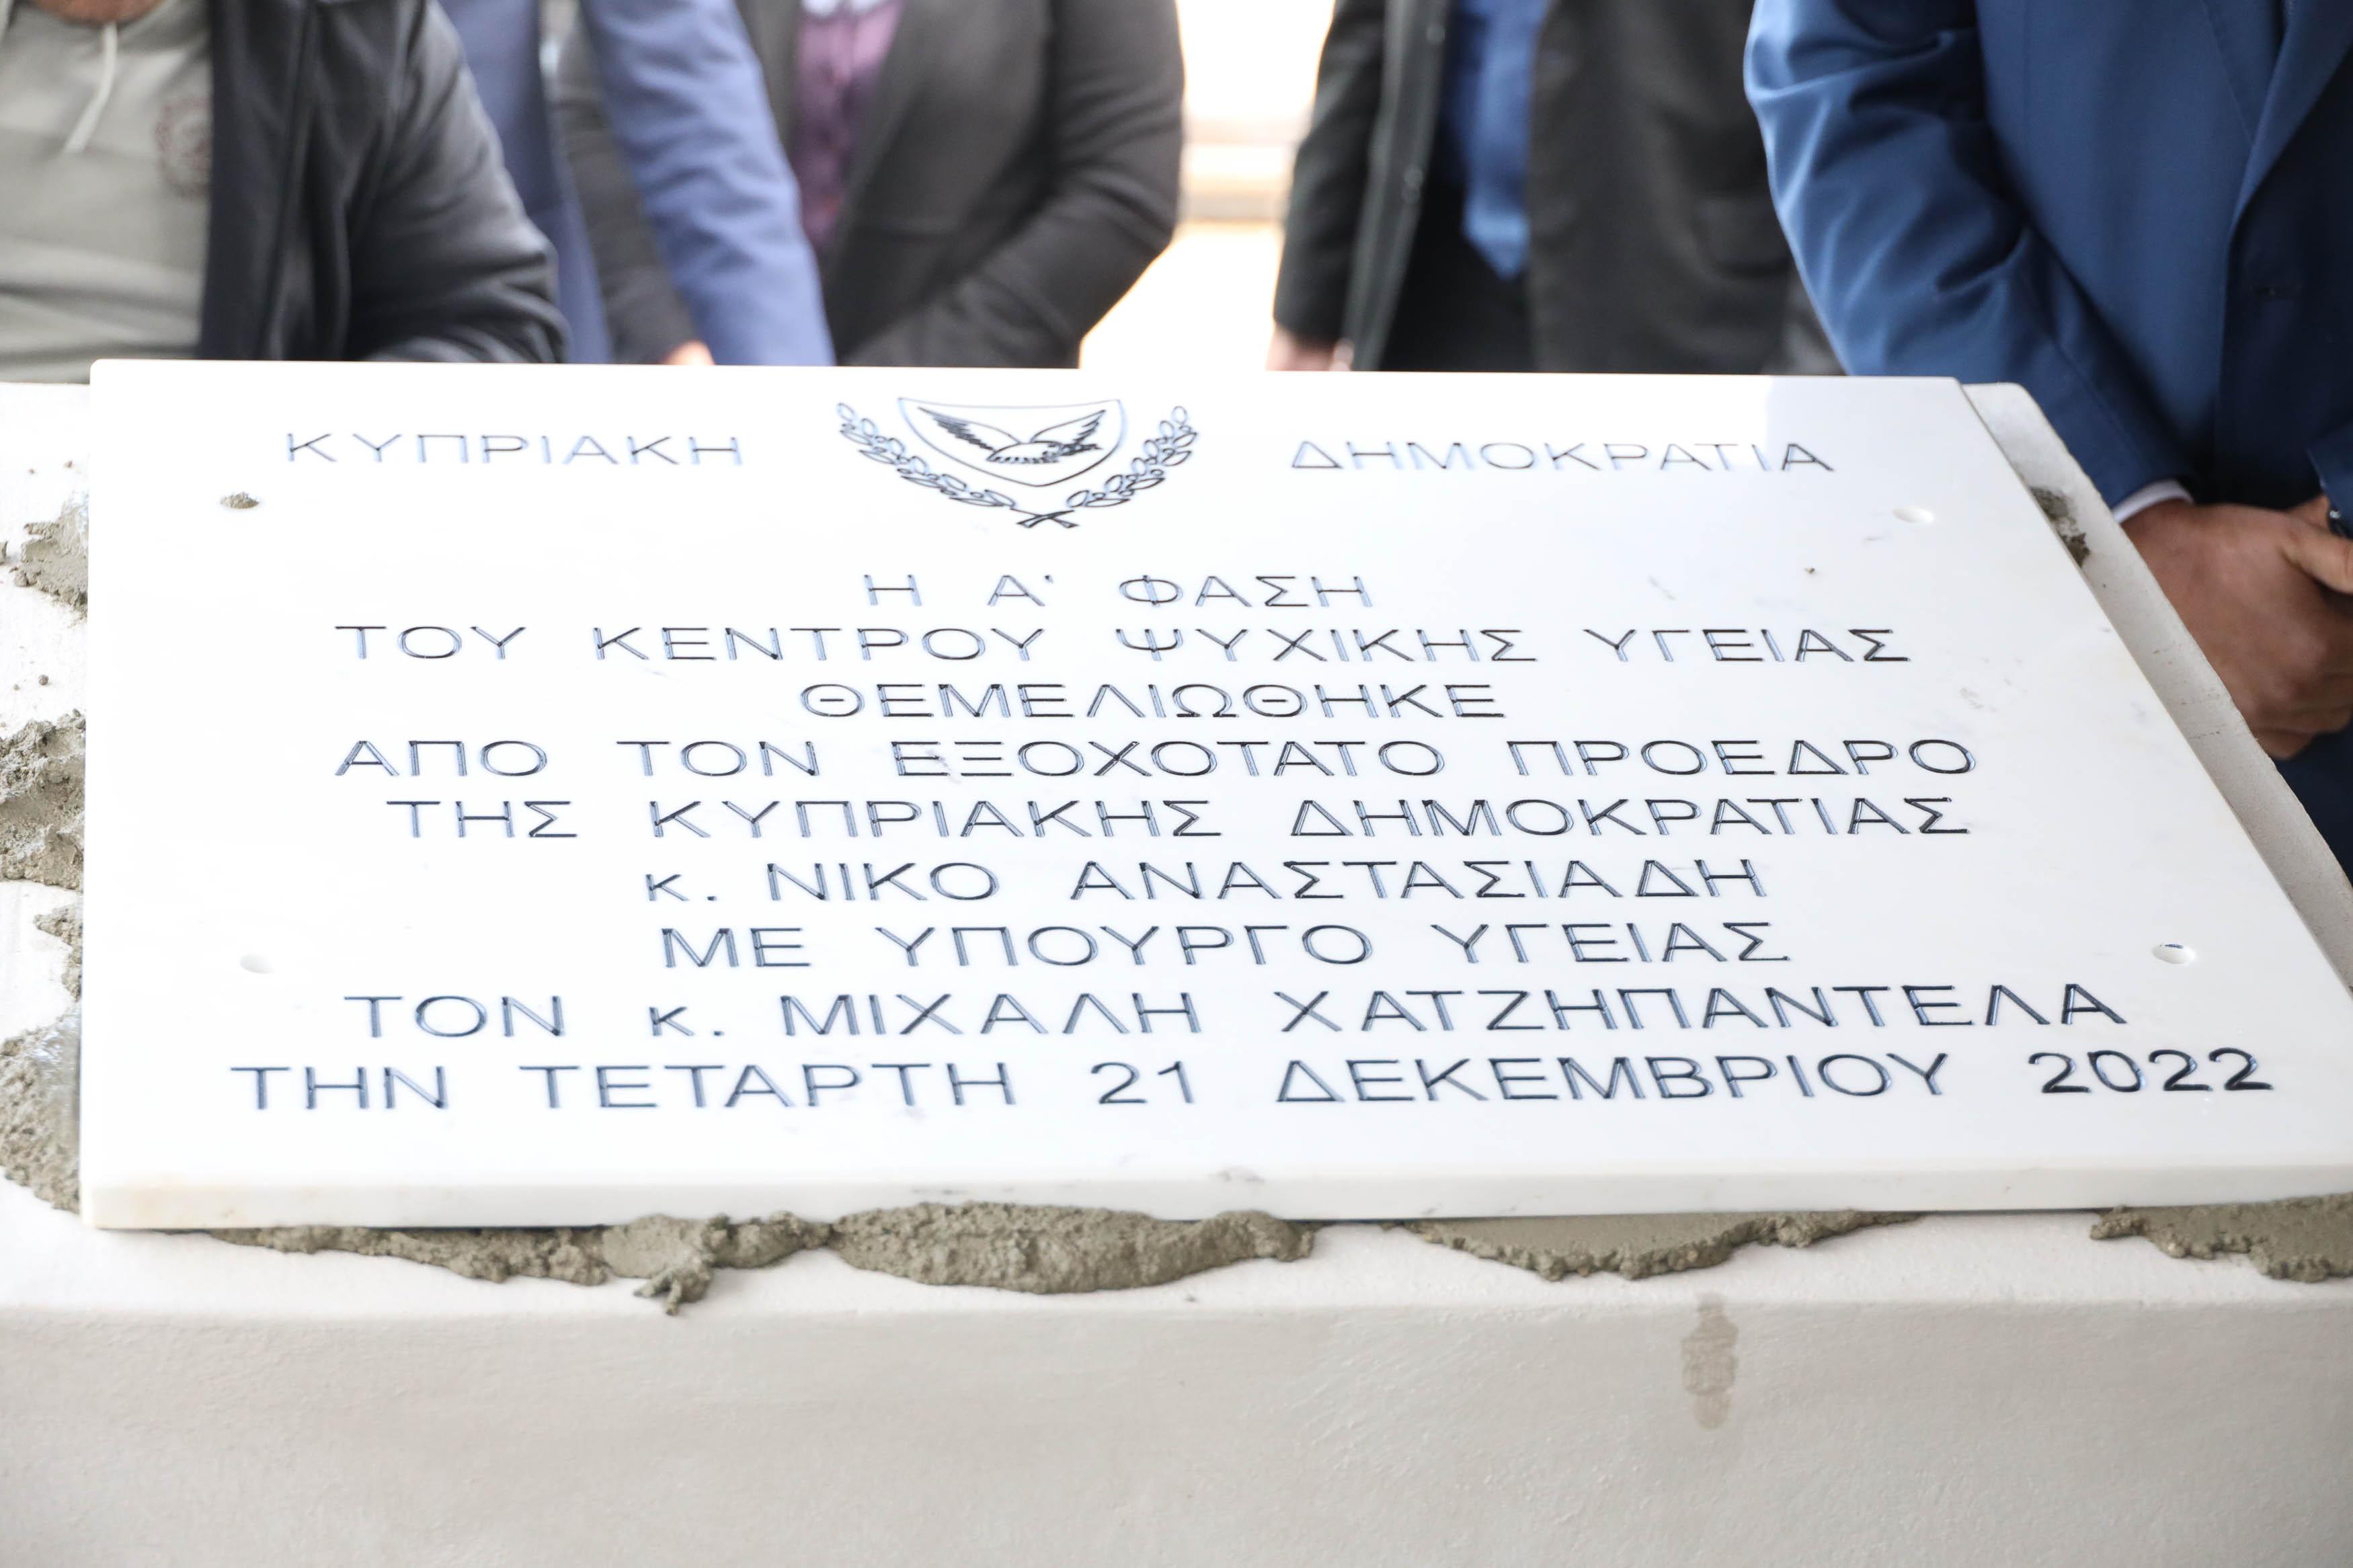 ΚΥΠΡΙΑΚΗ ΔΗΜΟΚΡΑΤΙΑ
Η Α' ΦΑΣΗ
ΤΟΥ ΚΕΝΤΡΟΥ ΨΥΧΙΚΗΣ ΥΓΕΙΑΣ
ΘΕΜΕΛΙΩΘΗΚΕ
ΑΠΟ ΤΟΝ ΕΞΟΧΟΤΑΤΟ ΠΡΟΕΔΡΟ
ΤΗΣ ΚΥΠΡΙΑΚΗΣ ΔΗΜΟΚΡΑΤΙΑΣ
κ. ΝΙΚΟ ΑΝΑΣΤΑΣΙΑΔΗ
ΜΕ ΥΠΟΥΡΓΟ ΥΓΕΙΑΣ
ΤΟΝ κ. ΜΙΧΑΛΗ ΧΑΤΖΗΠΑΝΤΕΛΑ
ΤΗΝ ΤΕΤΑΡΤΗ 21 ΔΕΚΕΜΒΡΙΟΥ 2022